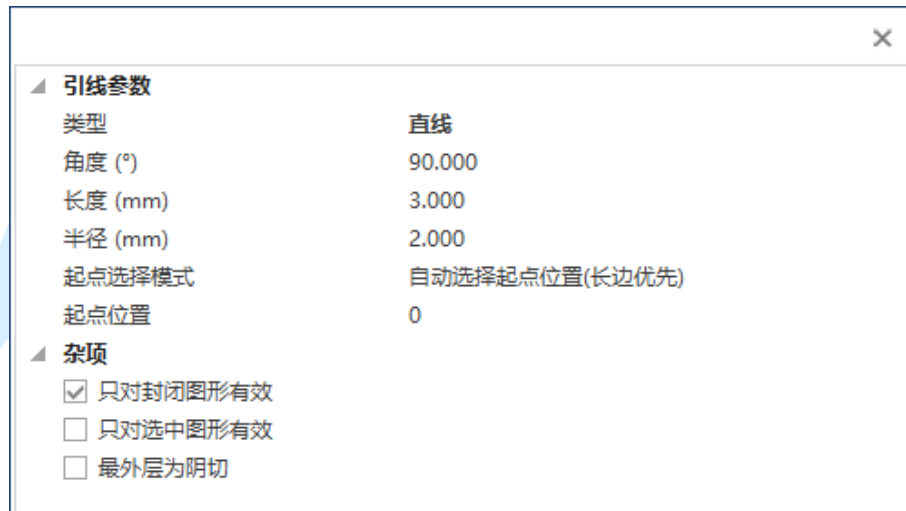 引线参数
类型 直线
角度 (°) 90.000
长度 (mm) 3.000
半径 (mm) 2.000
起点选择模式 自动选择起点位置(长边优先)
起点位置 0
杂项
只对封闭图形有效
只对选中图形有效
最外层为阴切